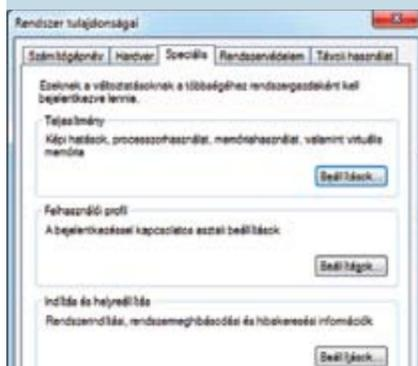 Rendszer tulajdonságai
Számítógépnév Hardver Speciális Rendszervédelem Távoli használat
Ezeknek a változtatásoknak a többségéhez rendszergazdaként kell
bejelentkezve lennie.
Teljesítmény
Képi hatások, processzorhasználat, memóriahasználat, valamint virtuális
memória
Beállítások...
Felhasználói profil
A bejelentkezéssel kapcsolatos asztali beállítások
Beállítások...
Indítás és helyreállítás
Rendszerindítási, rendszermeghibásodási és hibakeresési információk
Beállítások...